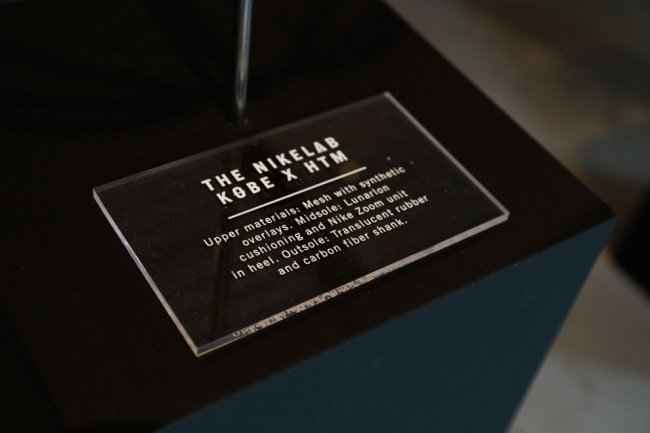 THE NIKELAB
KOBE X HTM
Upper materials: Mesh with synthetic
overlays. Midsole: Lunarlon
cushioning and Nike Zoom unit
in heel. Outsole: Translucent rubber
and carbon fiber shank.